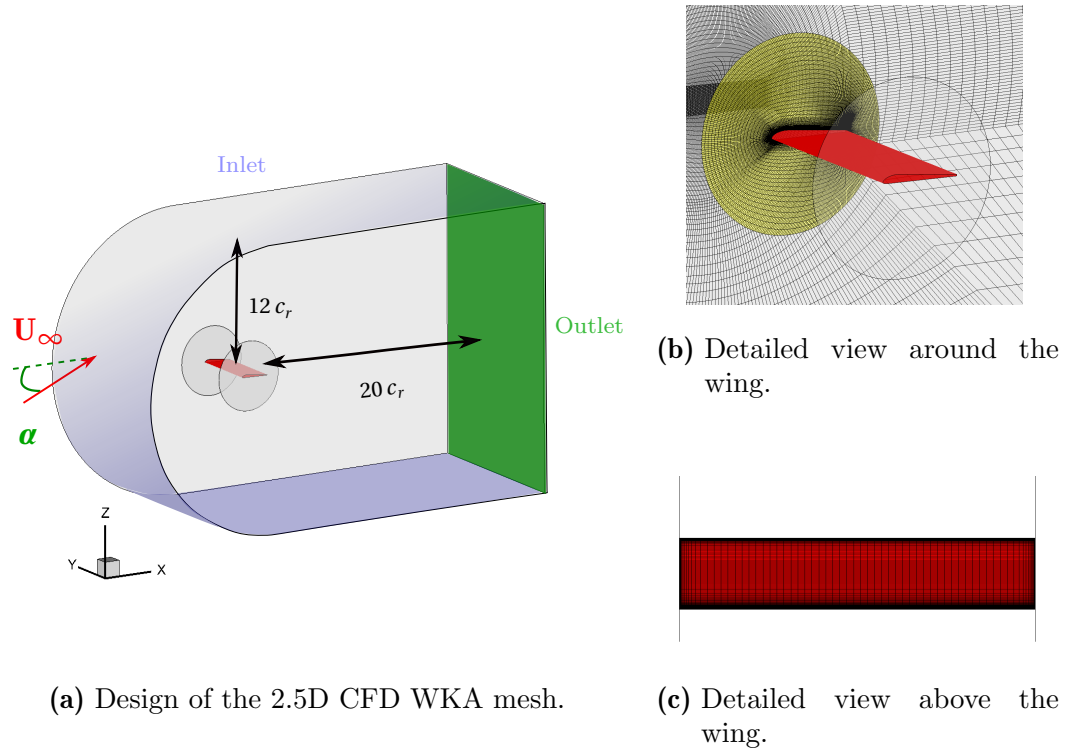 Inlet
12 c_r
U_∞
Outlet
20 c_r
α
Z
Y
X
(a) Design of the 2.5D CFD WKA mesh.
(b) Detailed view around the
wing.
(c) Detailed view above the
wing.